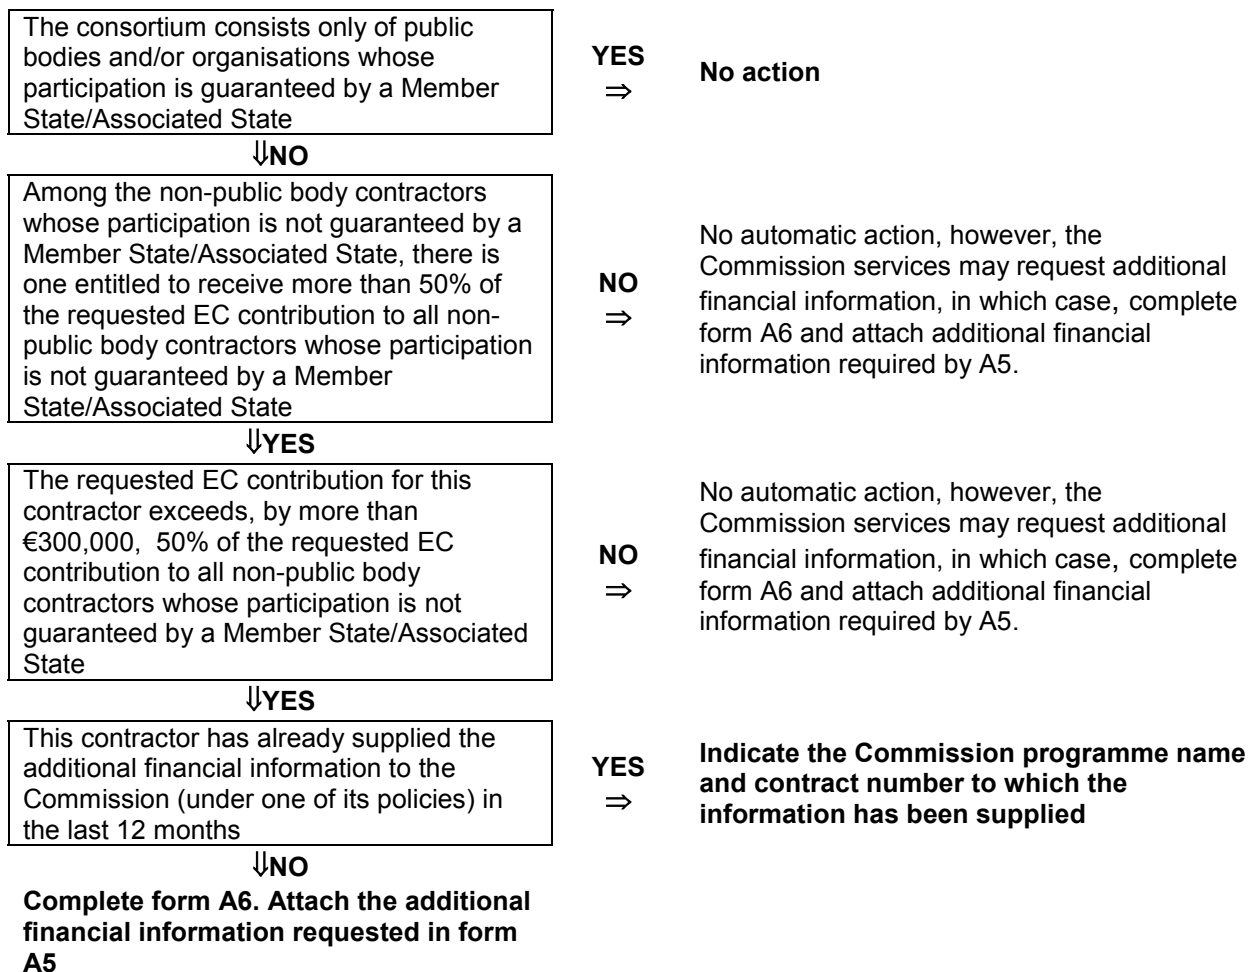 The consortium consists only of public
bodies and/or organisations whose
participation is guaranteed by a Member
State/Associated State
YES
⇒
No action
⇓NO
Among the non-public body contractors
whose participation is not guaranteed by a
Member State/Associated State, there is
one entitled to receive more than 50% of
the requested EC contribution to all non-
public body contractors whose participation
is not guaranteed by a Member
State/Associated State
NO
⇒
No automatic action, however, the
Commission services may request additional
financial information, in which case, complete
form A6 and attach additional financial
information required by A5.
⇓YES
The requested EC contribution for this
contractor exceeds, by more than
€300,000, 50% of the requested EC
contribution to all non-public body
contractors whose participation is not
guaranteed by a Member State/Associated
State
NO
⇒
No automatic action, however, the
Commission services may request additional
financial information, in which case, complete
form A6 and attach additional financial
information required by A5.
⇓YES
This contractor has already supplied the
additional financial information to the
Commission (under one of its policies) in
the last 12 months
YES
⇒
Indicate the Commission programme name
and contract number to which the
information has been supplied
⇓NO
Complete form A6. Attach the additional
financial information requested in form
A5